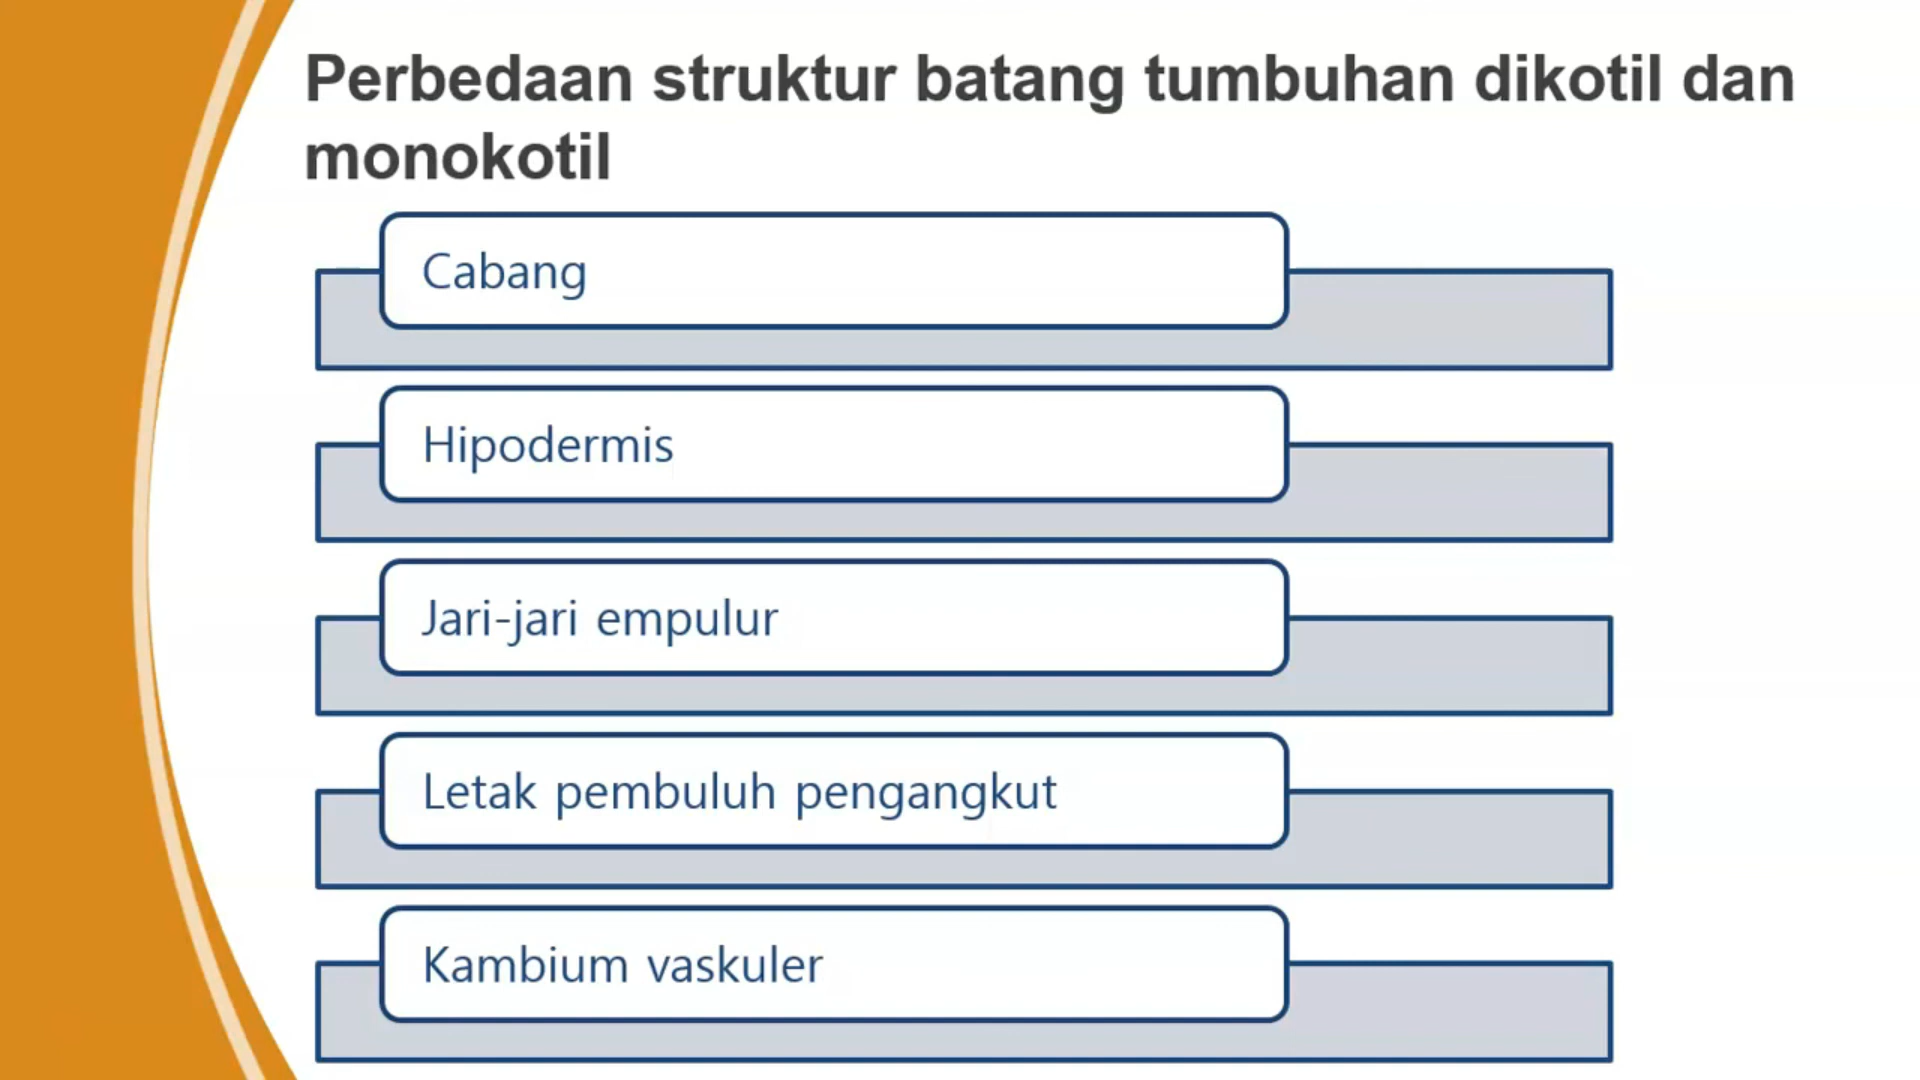 Perbedaan struktur batang tumbuhan dikotil dan
monokotil
Cabang
Hipodermis
Jari-jari empulur
Letak pembuluh pengangkut
Kambium vaskuler